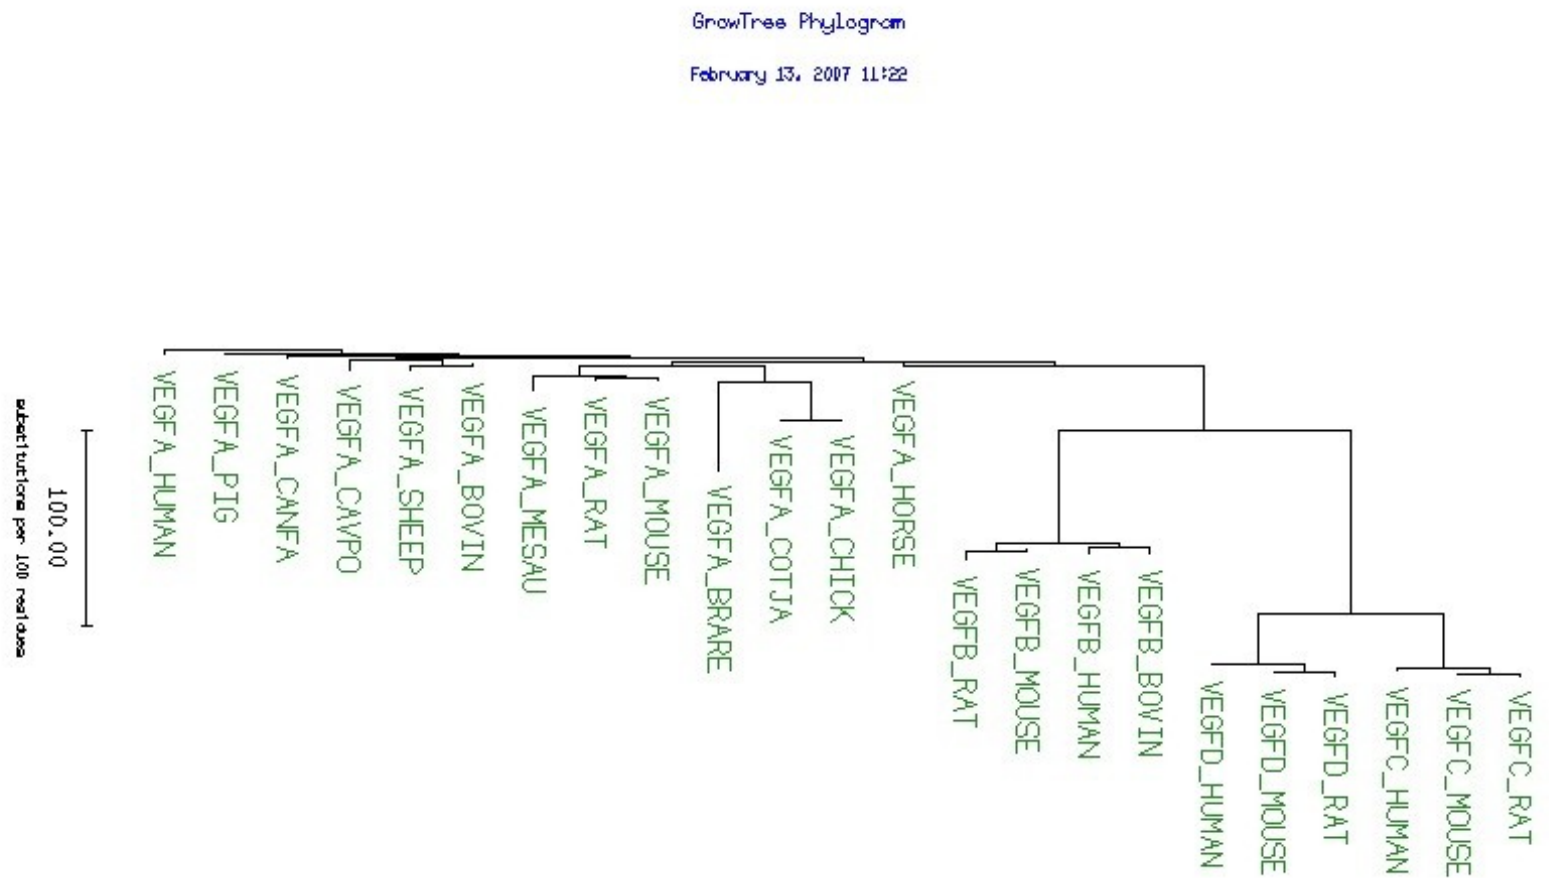 GrowTree Phylogram
February 13, 2007 11:22
substitutions per 100 residues
100.00
VEGFA_HUMAN
VEGFA_PIG
VEGFA_CANFA
VEGFA_CAVPO
VEGFA_SHEEP
VEGFA_BOVIN
VEGFA_MESAU
VEGFA_RAT
VEGFA_MOUSE
VEGFA_BRARE
VEGFA_COTJA
VEGFA_CHICK
VEGFA_HORSE
VEGFB_RAT
VEGFB_MOUSE
VEGFB_HUMAN
VEGFB_BOVIN
VEGFD_HUMAN
VEGFD_MOUSE
VEGFD_RAT
VEGFC_HUMAN
VEGFC_MOUSE
VEGFC_RAT